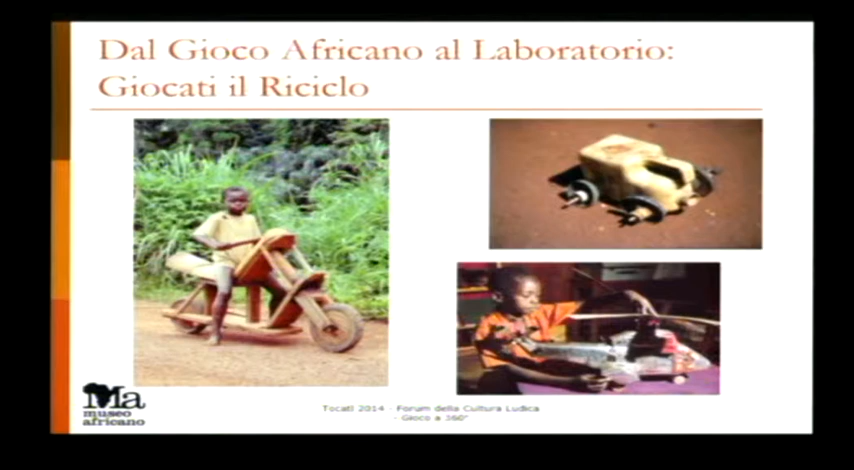 Dal Gioco Africano al Laboratorio:
Giocati il Riciclo
Ma
museo
africano
Tocatì 2014 - Forum della Cultura Ludica
- Gioco a 360°